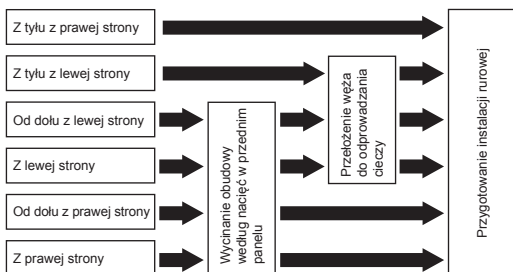 Z tyłu z prawej strony
Z tyłu z lewej strony
Od dołu z lewej strony
Z lewej strony
Od dołu z prawej strony
Z prawej strony
Wycinanie obudowy
według nacięć w przednim
panelu
Przełożenie węża
do odprowadzania
cieczy
Przygotowanie instalacji rurowej